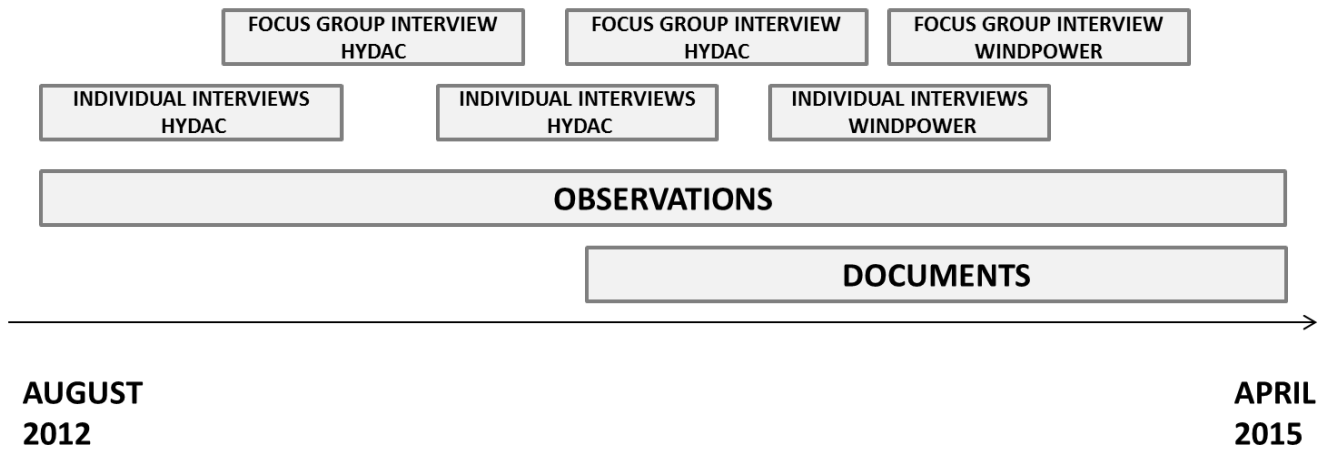 FOCUS GROUP INTERVIEW
HYDAC
FOCUS GROUP INTERVIEW
HYDAC
FOCUS GROUP INTERVIEW
WINDPOWER
INDIVIDUAL INTERVIEWS
HYDAC
INDIVIDUAL INTERVIEWS
HYDAC
INDIVIDUAL INTERVIEWS
WINDPOWER
OBSERVATIONS
DOCUMENTS
AUGUST
2012
APRIL
2015